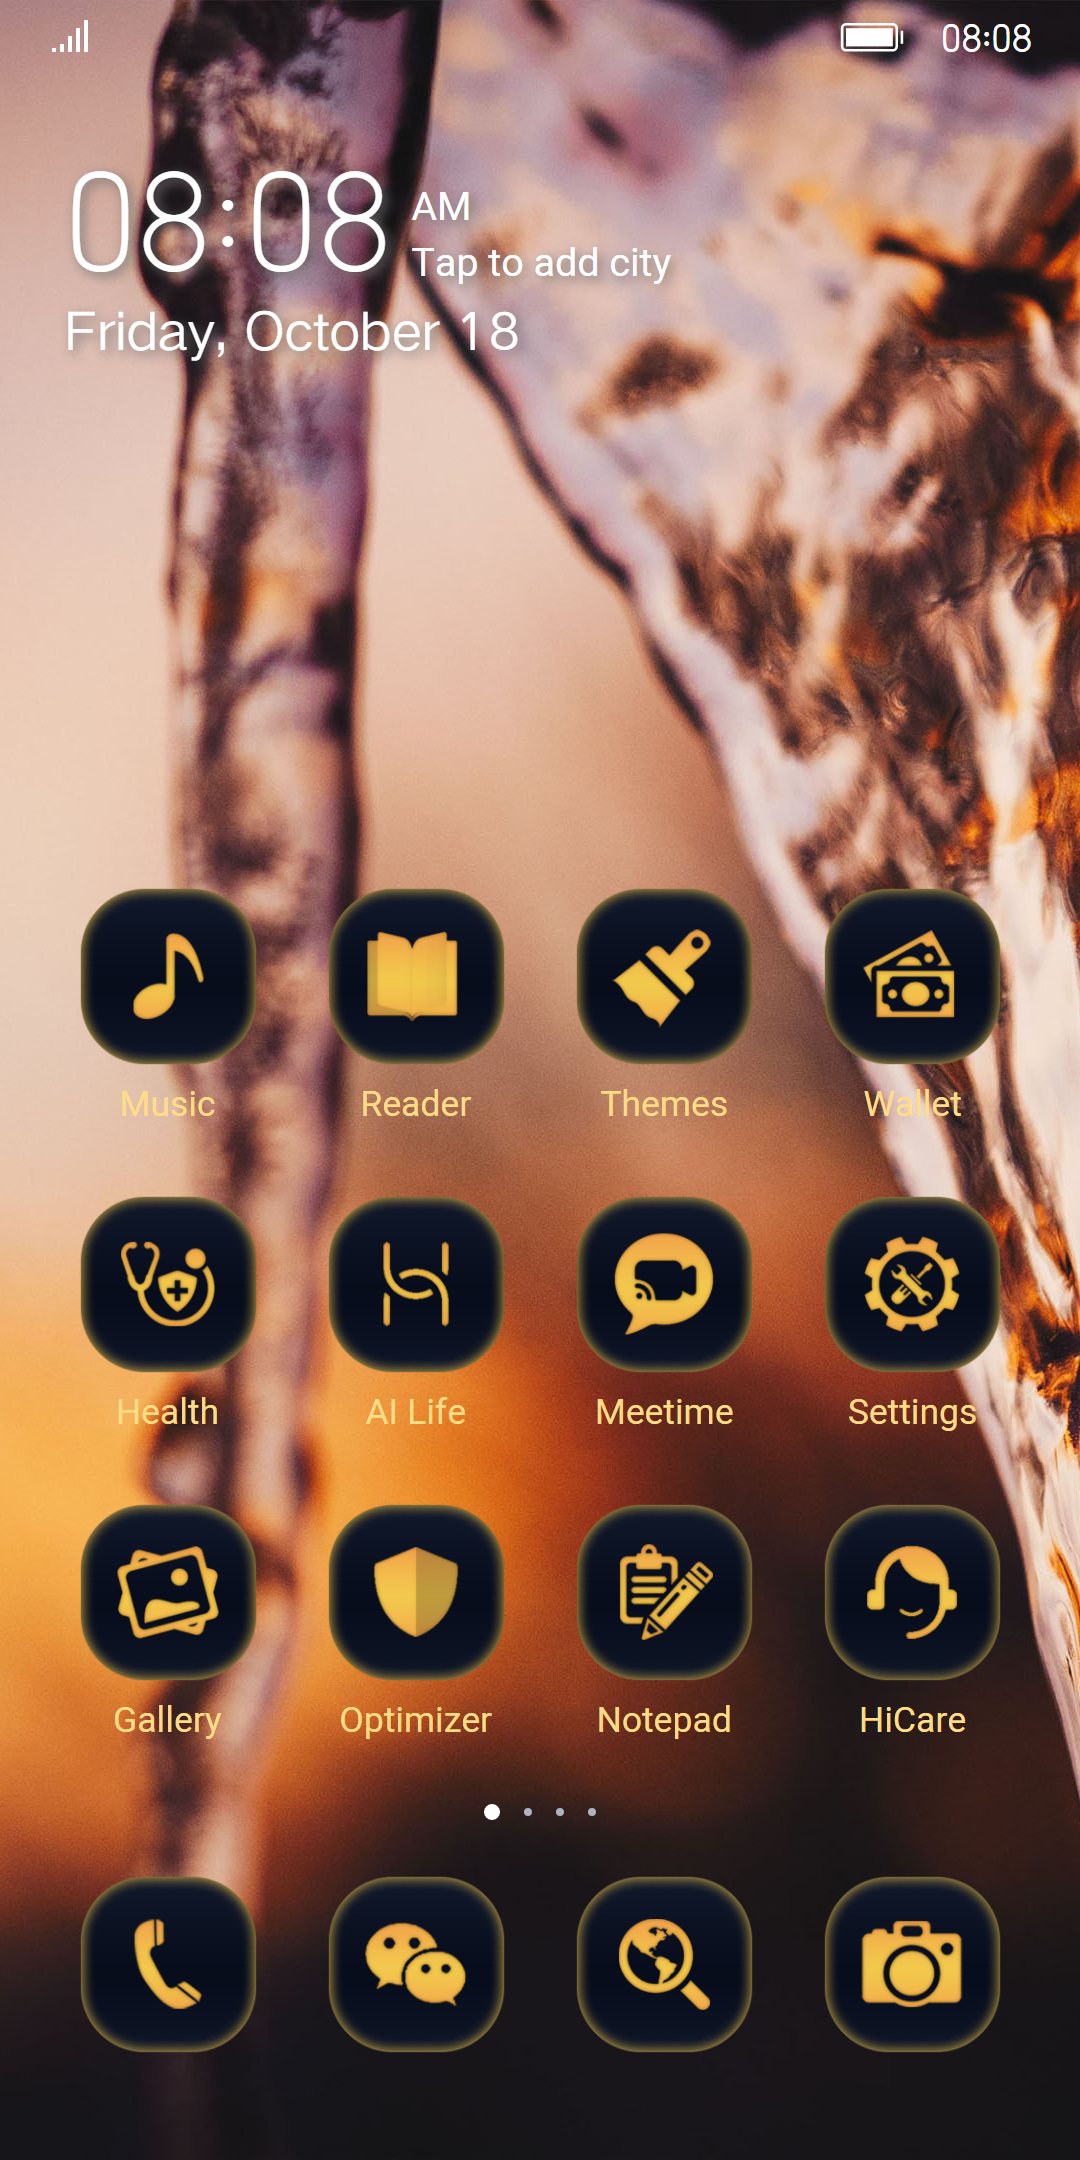 08:08
08:08 AM
Tap to add city
Friday, October 18
Music Reader Themes Wallet
Health AI Life Meetime Settings
Gallery Optimizer Notepad HiCare